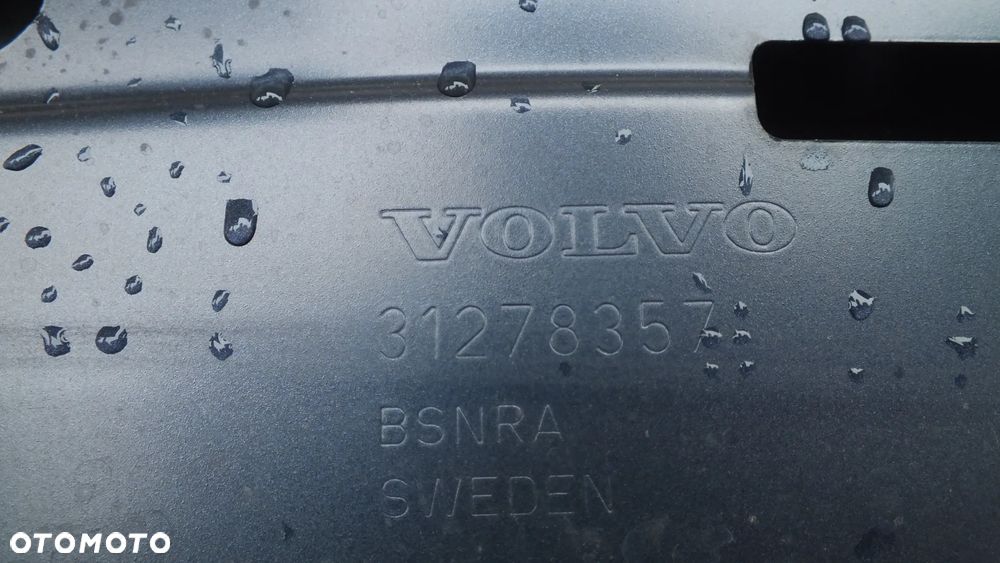 VOLVO
31278357
BSNRA
SWEDEN
OTOMOTO